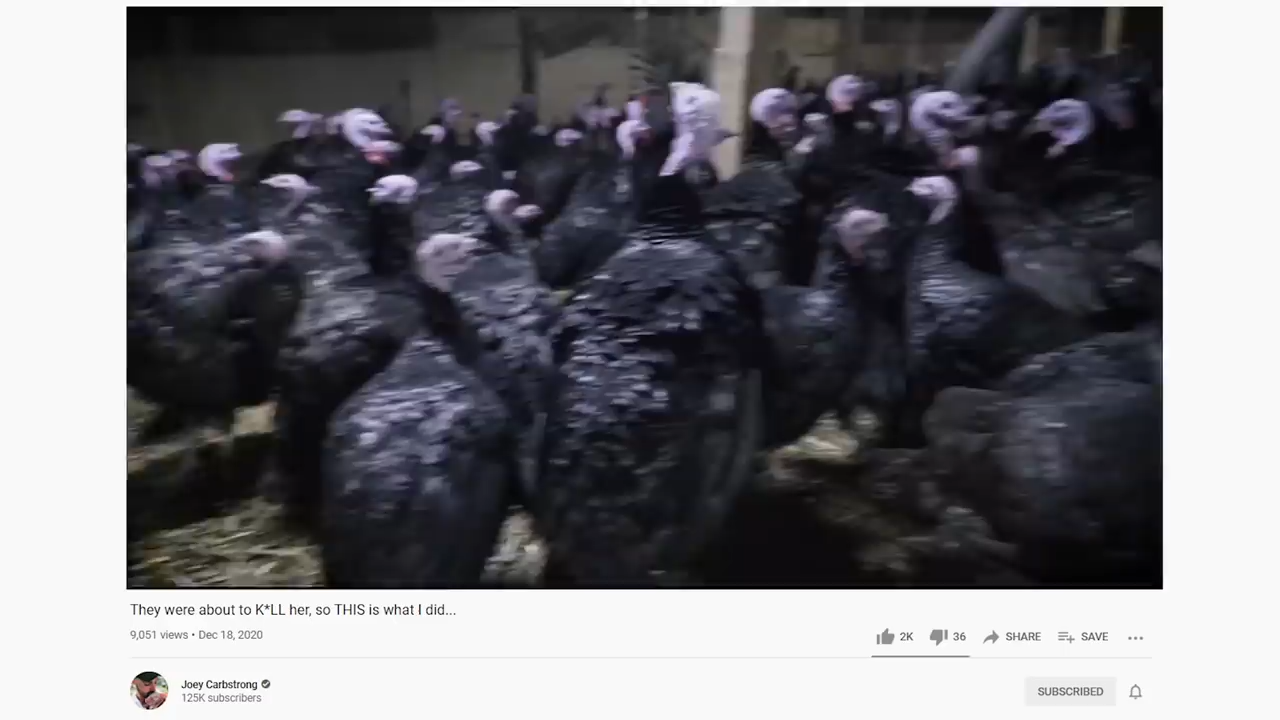 They were about to K*LL her, so THIS is what I did...
9,051 views • Dec 18, 2020
2K
36
SHARE
SAVE
Joey Carbstrong
125K subscribers
SUBSCRIBED